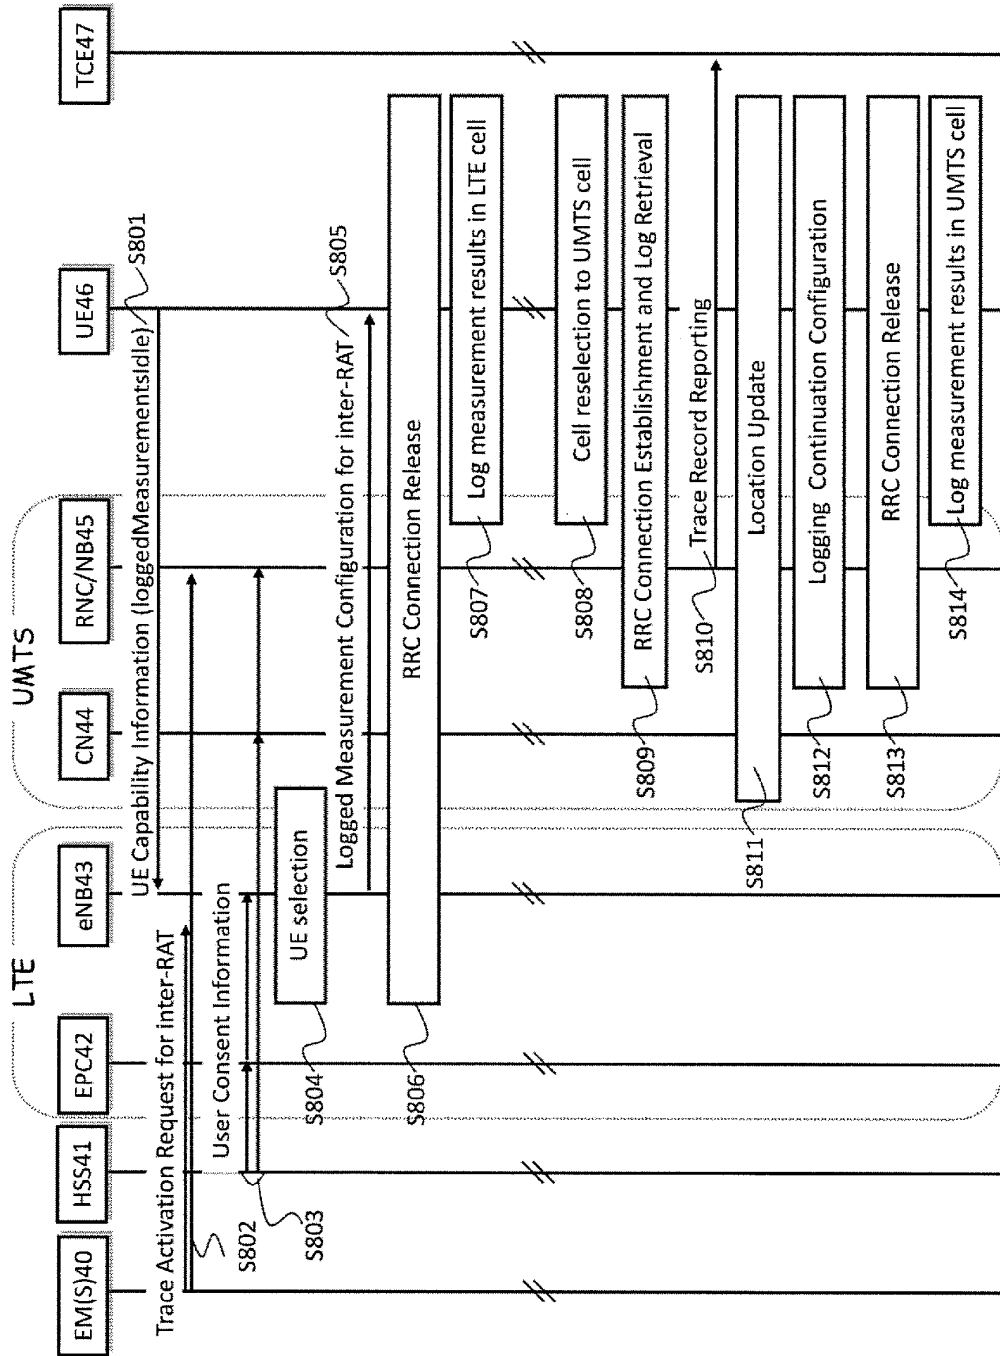 LTE
UMTS
EM(S)40
HSS41
EPC42
eNB43
CN44
RNC/NB45
UE46
TCE47
UE Capability Information (loggedMeasurementsIdle)
S801
Trace Activation Request for inter-RAT
S802
User Consent Information
S803
UE selection
S804
Logged Measurement Configuration for inter-RAT
S805
RRC Connection Release
S806
Log measurement results in LTE cell
S807
Cell reselection to UMTS cell
S808
RRC Connection Establishment and Log Retrieval
S809
Trace Record Reporting
S810
Location Update
S811
Logging Continuation Configuration
S812
RRC Connection Release
S813
Log measurement results in UMTS cell
S814